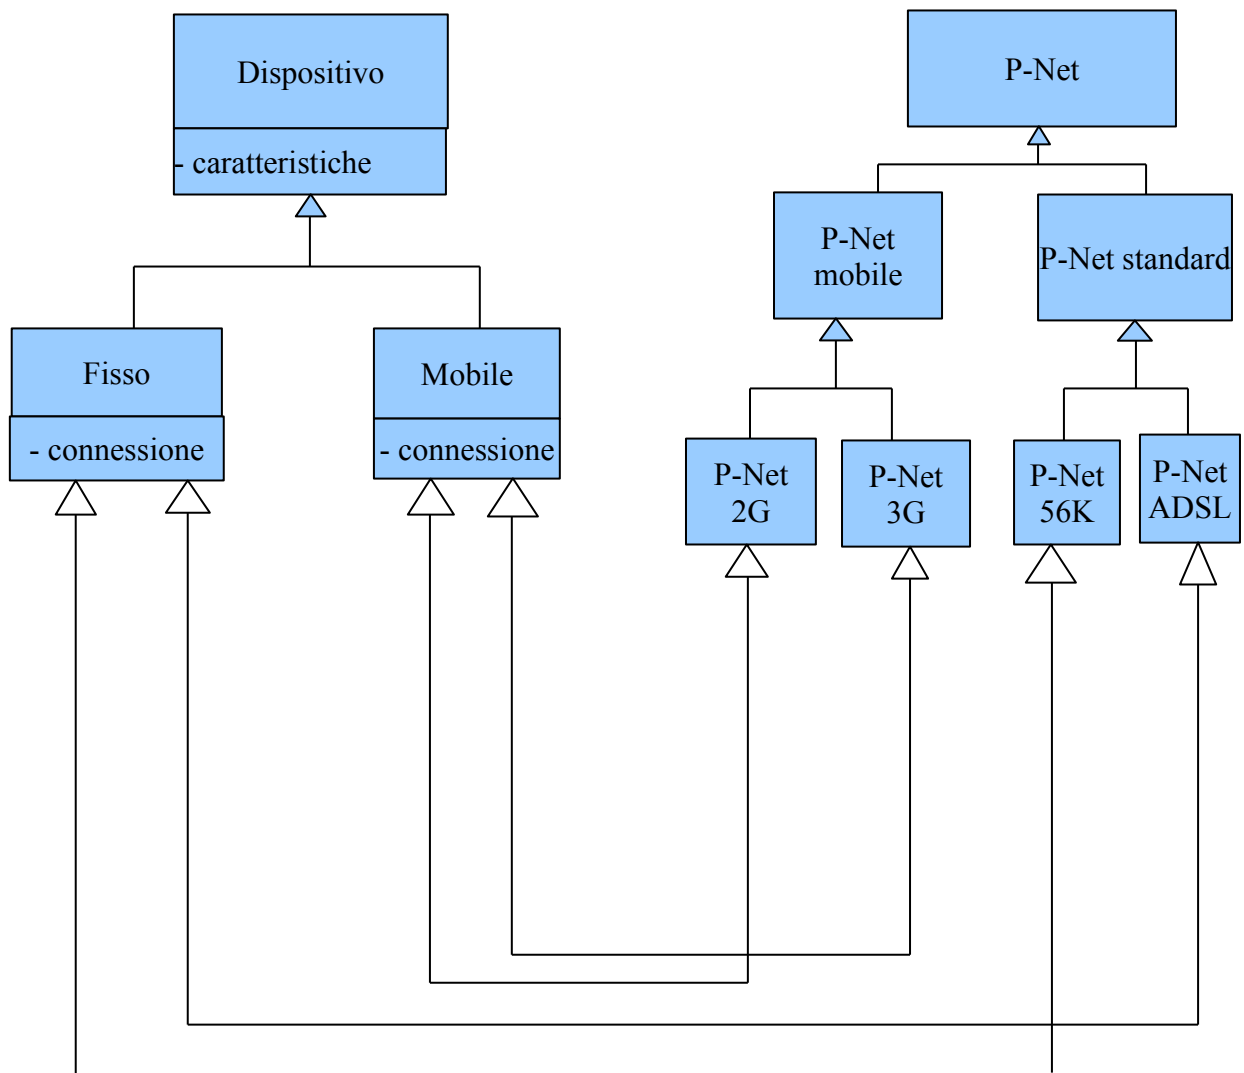 Dispositivo
- caratteristiche
P-Net
P-Net
mobile
P-Net standard
Fisso
- connessione
Mobile
- connessione
P-Net
2G
P-Net
3G
P-Net
56K
P-Net
ADSL